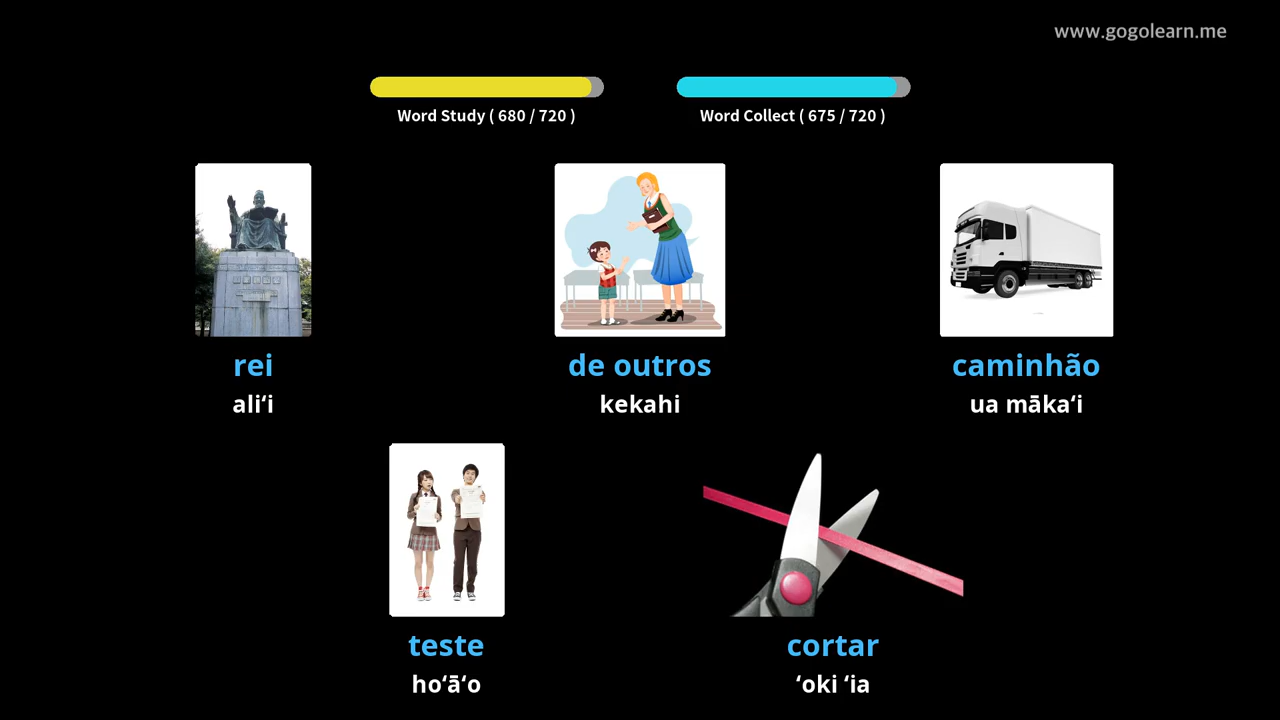 www.gogolearn.me
Word Study ( 680 / 720 )
Word Collect ( 675 / 720 )
rei
aliʻi
de outros
kekahi
caminhão
ua mākaʻi
teste
hoʻāʻo
cortar
ʻoki ʻia